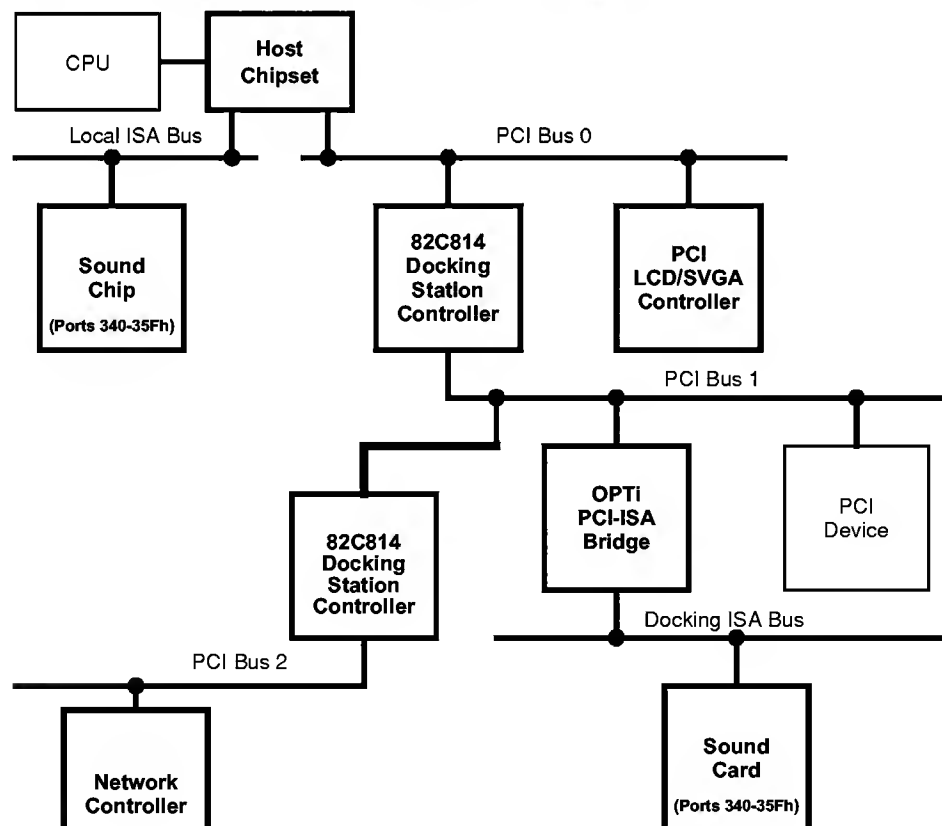 CPU
Host
Chipset
Local ISA Bus
PCI Bus 0
Sound
Chip
(Ports 340-35Fh)
82C814
Docking
Station
Controller
PCI
LCD/SVGA
Controller
PCI Bus 1
82C814
Docking
Station
Controller
OPTi
PCI-ISA
Bridge
PCI
Device
Docking ISA Bus
PCI Bus 2
Network
Controller
Sound
Card
(Ports 340-35Fh)